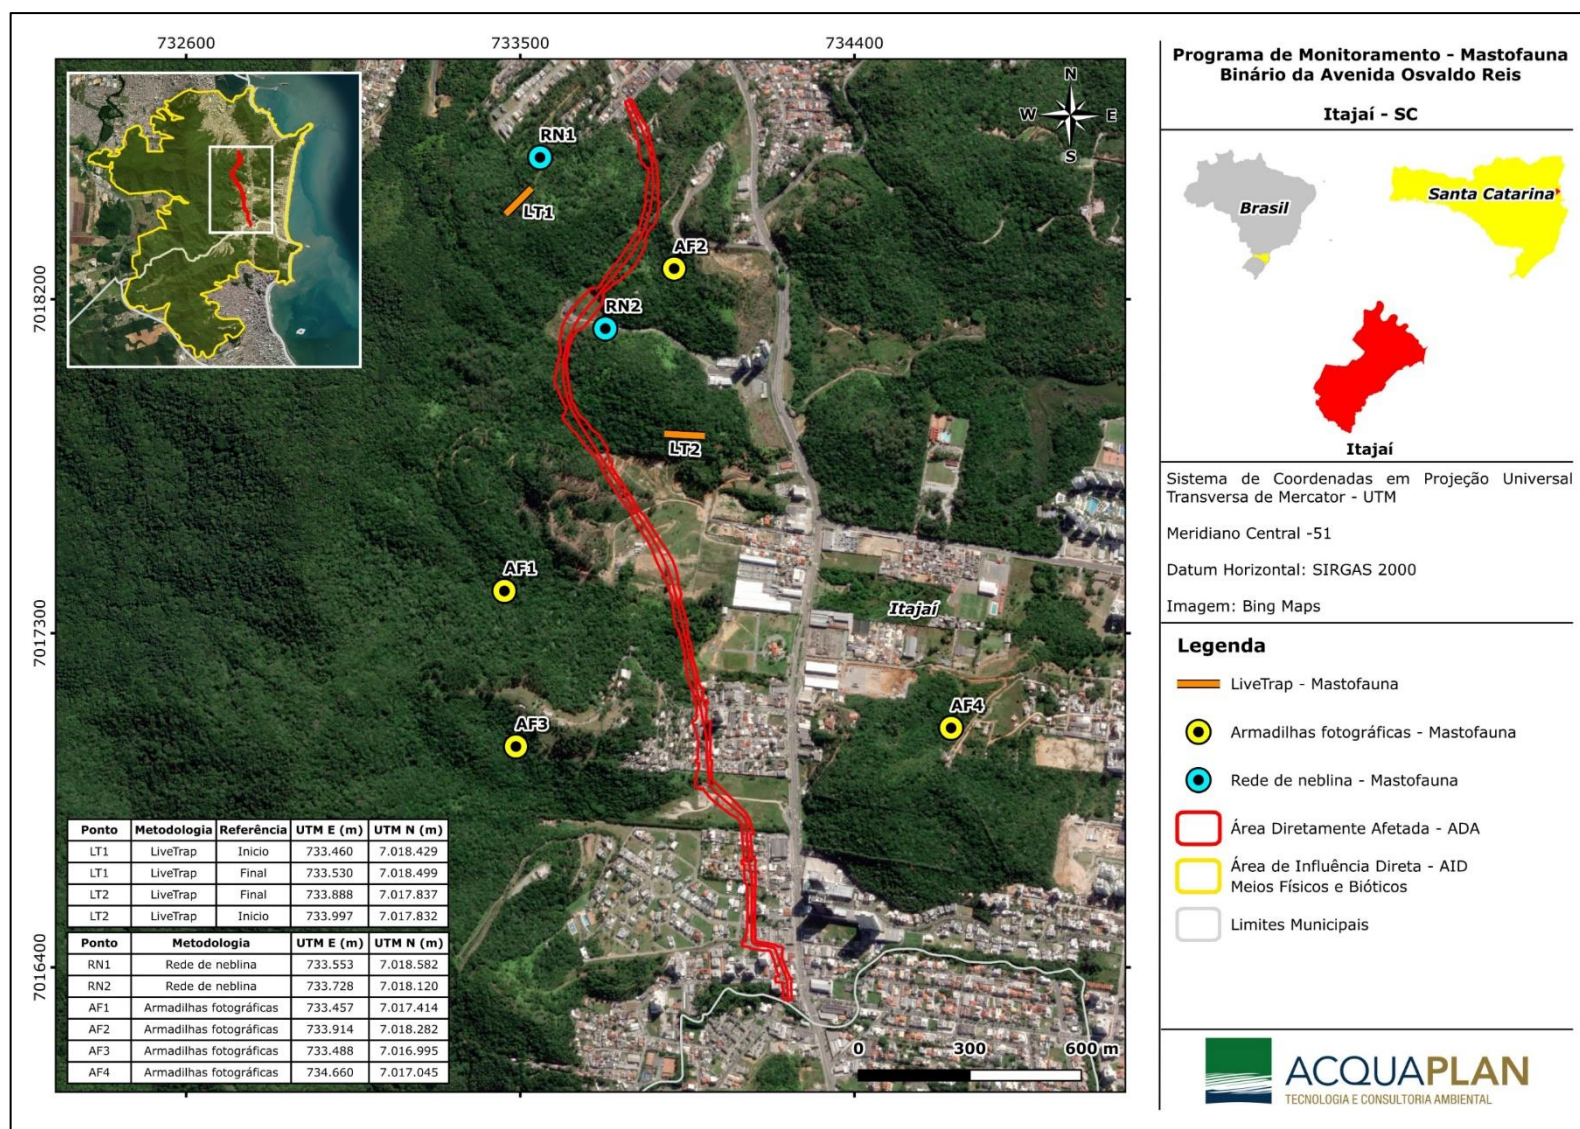 732600
733500
734400
7018200
7017300
7016400
N
W
E
S
RN1
LT1
AF2
RN2
LT2
AF1
Itajaí
AF3
AF4
Ponto Metodologia Referência UTM E (m) UTM N (m)
LT1 LiveTrap Inicio 733.460 7.018.429
LT1 LiveTrap Final 733.530 7.018.499
LT2 LiveTrap Final 733.888 7.017.837
LT2 LiveTrap Inicio 733.997 7.017.832
Ponto Metodologia UTM E (m) UTM N (m)
RN1 Rede de neblina 733.553 7.018.582
RN2 Rede de neblina 733.728 7.018.120
AF1 Armadilhas fotográficas 733.457 7.017.414
AF2 Armadilhas fotográficas 733.914 7.018.282
AF3 Armadilhas fotográficas 733.488 7.016.995
AF4 Armadilhas fotográficas 734.660 7.017.045
0 300 600 m
Programa de Monitoramento - Mastofauna
Binário da Avenida Osvaldo Reis
Itajaí - SC
Brasil
Santa Catarina
Itajaí
Sistema de Coordenadas em Projeção Universal
Transversa de Mercator - UTM
Meridiano Central -51
Datum Horizontal: SIRGAS 2000
Imagem: Bing Maps
Legenda
LiveTrap - Mastofauna
Armadilhas fotográficas - Mastofauna
Rede de neblina - Mastofauna
Área Diretamente Afetada - ADA
Área de Influência Direta - AID
Meios Físicos e Bióticos
Limites Municipais
ACQUAPLAN
TECNOLOGIA E CONSULTORIA AMBIENTAL